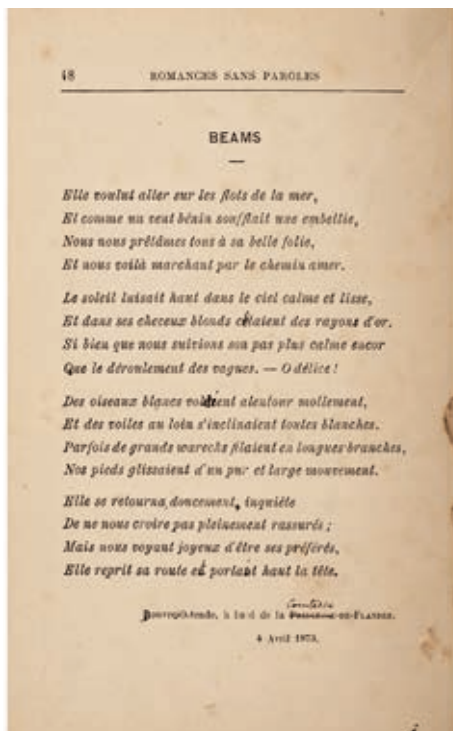 48 ROMANCES SANS PAROLES
BEAMS
Elle voulut aller sur les flots de la mer,
Et comme un vent bénin soufflait une embellie,
Nous nous prêtâmes tous à sa belle folie,
Et nous voilà marchant par le chemin amer.
Le soleil luisait haut dans le ciel calme et lisse,
Et dans ses cheveux blonds c'étaient des rayons d'or.
Si bien que nous suivions son pas plus calme encor
Que le déroulement des vagues. — O délice !
Des oiseaux blancs volaient alentour mollement,
Et des voiles au loin s'inclinaient toutes blanches.
Parfois de grands varechs filaient en longues branches,
Nos pieds glissaient d'un pur et large mouvement.
Elle se retourna, doucement, inquiète
De ne nous croire pas pleinement rassurés ;
Mais nous voyant joyeux d'être ses préférés,
Elle reprit sa route et portait haut la tête.
Comtesse
Douvres-Ostende, à bord de la DE-FLANDRE.
4 Avril 1873.